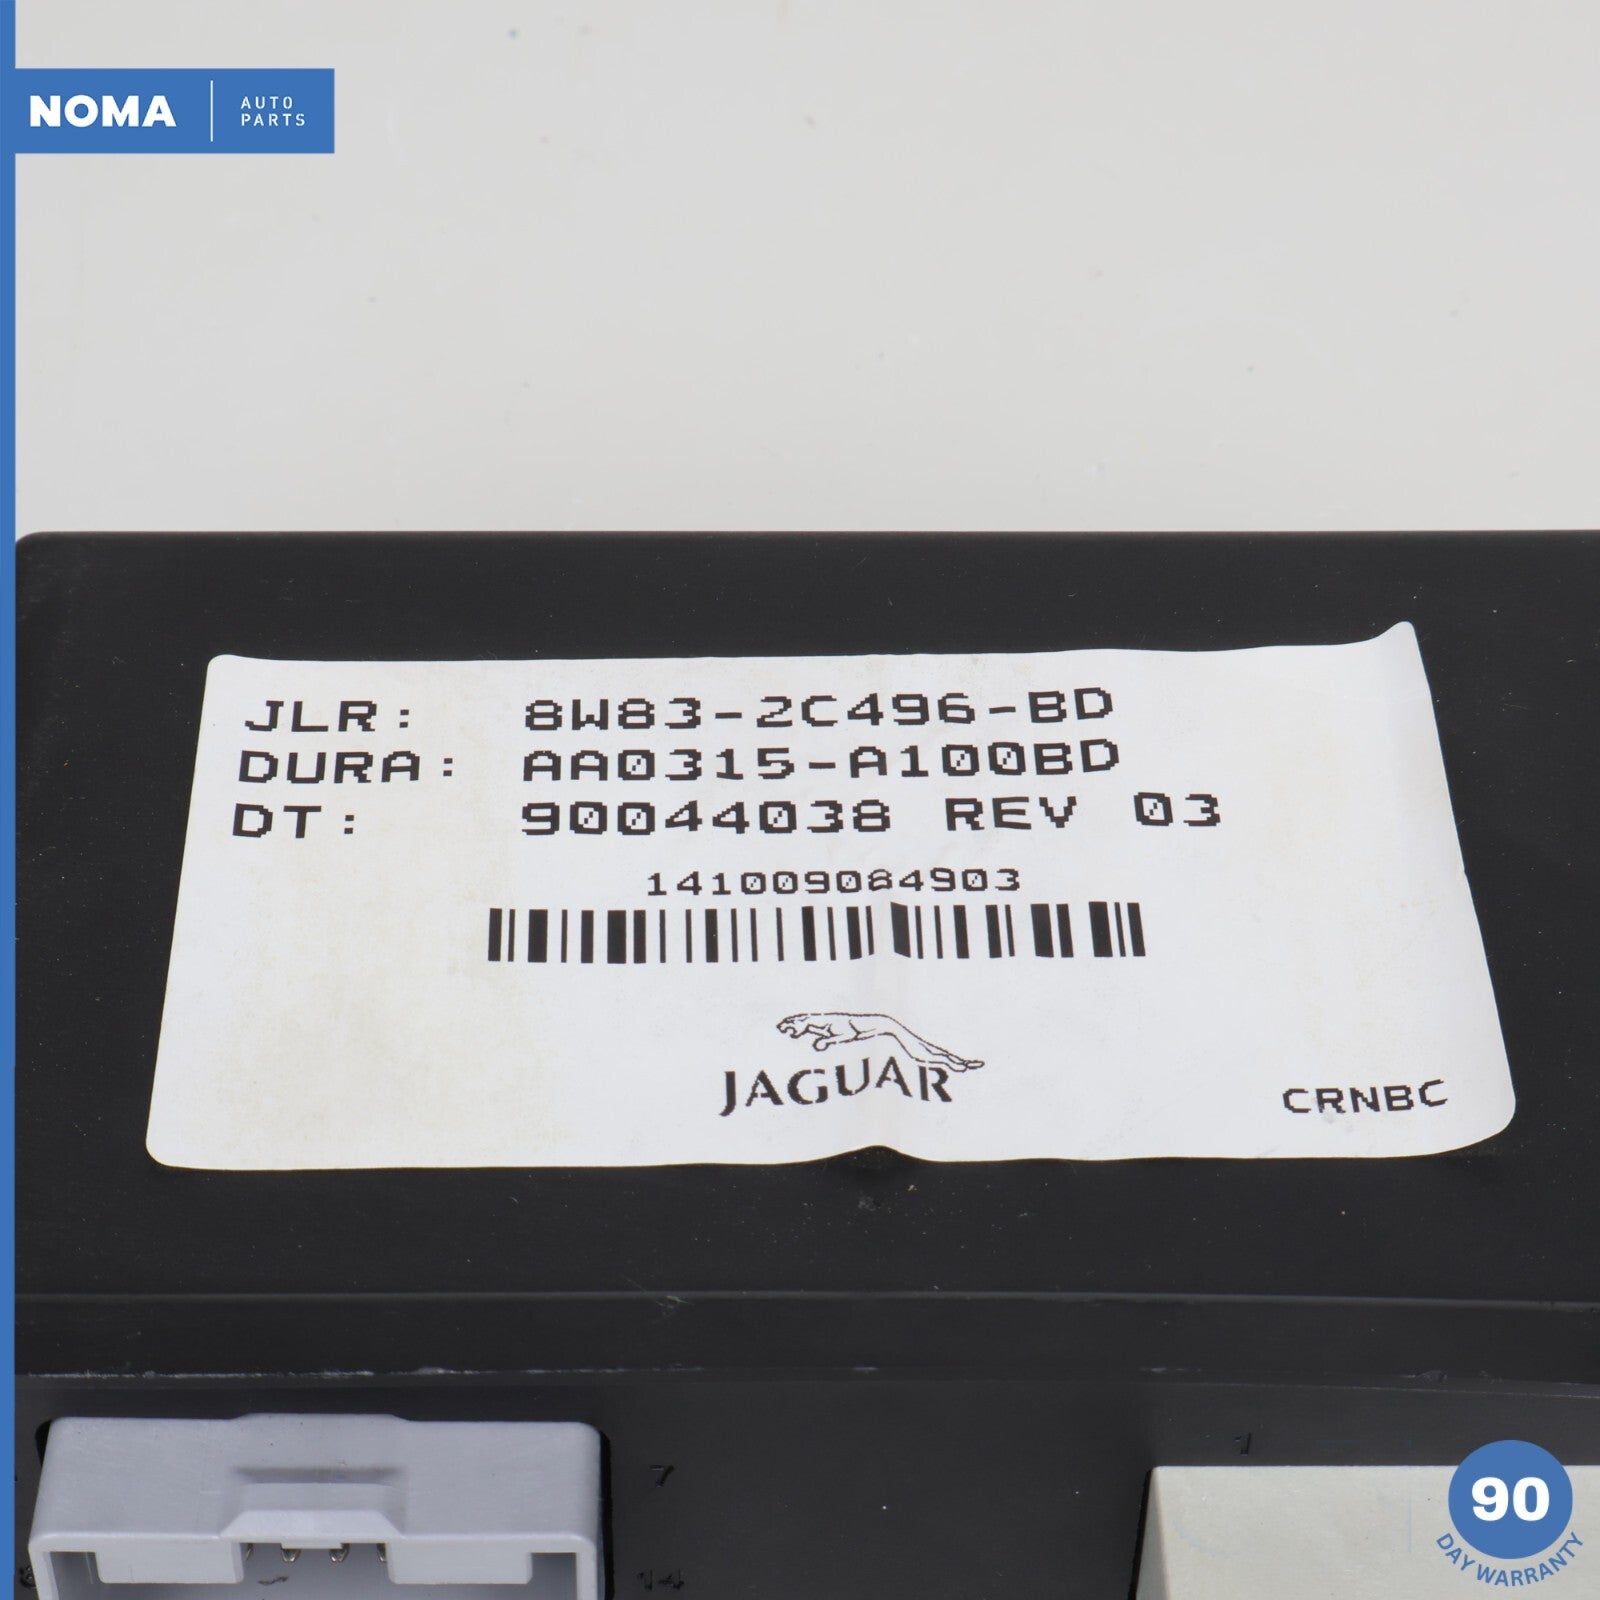 NOMA
AUTO
PARTS
JLR: 8W83-2C496-BD
DURA: AA0315-A100BD
DT: 90044038 REV 03
141009084903
JAGUAR
CRNBC
7
1
14
90
DAY WARRANTY